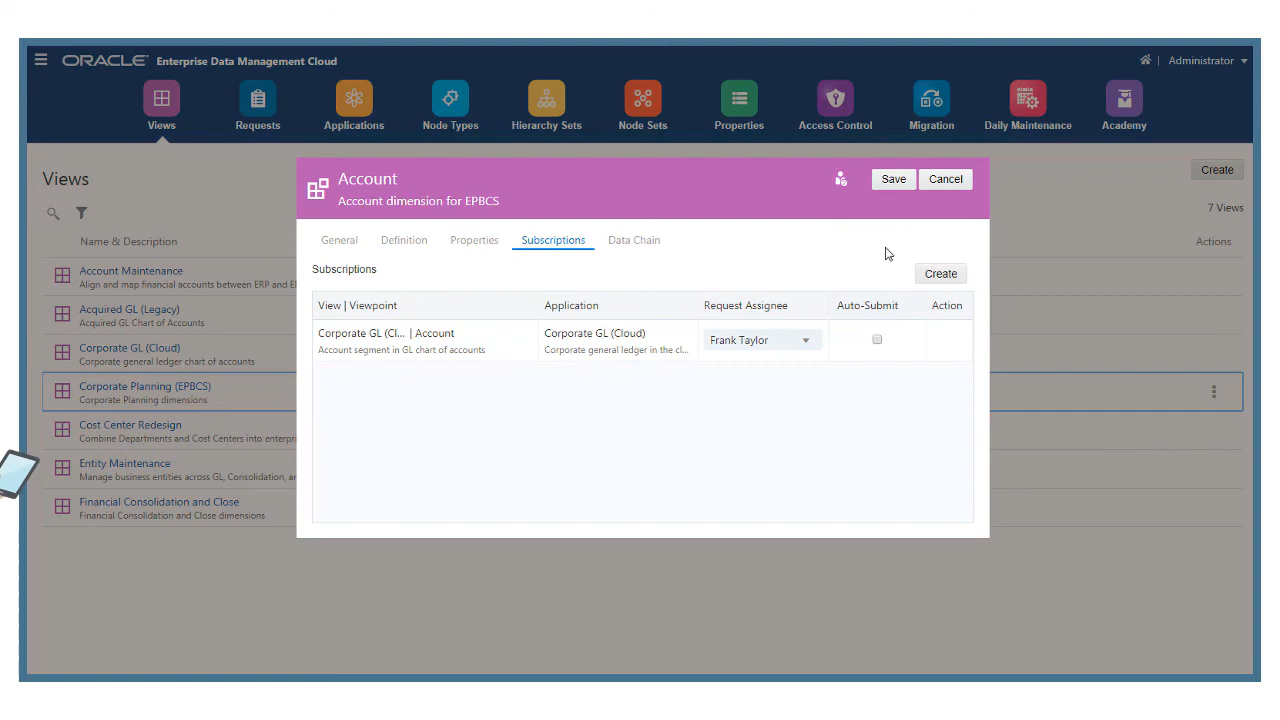 ORACLE® Enterprise Data Management Cloud
Administrator
Views
Requests
Applications
Node Types
Hierarchy Sets
Node Sets
Properties
Access Control
Migration
Daily Maintenance
Academy
Views
Create
7 Views
Name & Description
Actions
Account Maintenance
Align and map financial accounts between ERP and E
Acquired GL (Legacy)
Acquired GL Chart of Accounts
Corporate GL (Cloud)
Corporate general ledger chart of accounts
Corporate Planning (EPBCS)
Corporate Planning dimensions
Cost Center Redesign
Combine Departments and Cost Centers into enterpri
Entity Maintenance
Manage business entities across GL, Consolidation, an
Financial Consolidation and Close
Financial Consolidation and Close dimensions
Account
Account dimension for EPBCS
Save
Cancel
General
Definition
Properties
Subscriptions
Data Chain
Subscriptions
Create
View | Viewpoint
Application
Request Assignee
Auto-Submit
Action
Corporate GL (Cl... | Account
Account segment in GL chart of accounts
Corporate GL (Cloud)
Corporate general ledger in the cl...
Frank Taylor